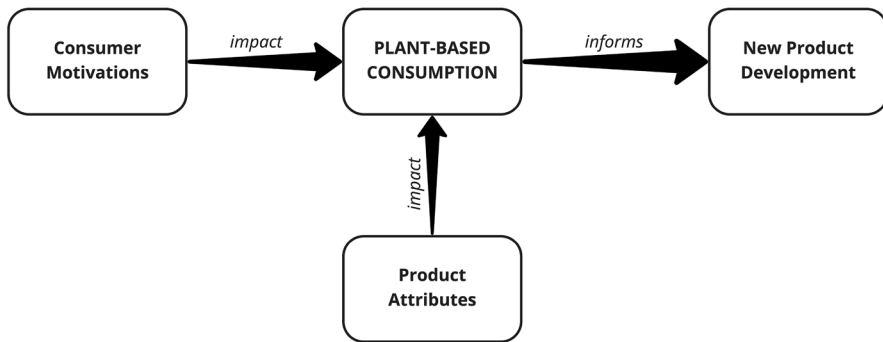 Consumer
Motivations
impact
PLANT-BASED
CONSUMPTION
informs
New Product
Development
impact
Product
Attributes